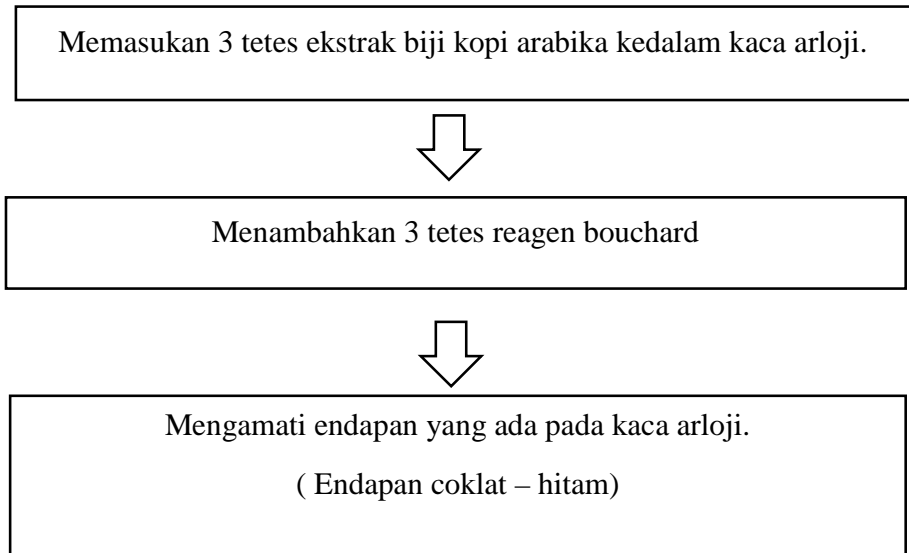 Memasukan 3 tetes ekstrak biji kopi arabika kedalam kaca arloji.
Menambahkan 3 tetes reagen bouchard
Mengamati endapan yang ada pada kaca arloji.
( Endapan coklat – hitam)